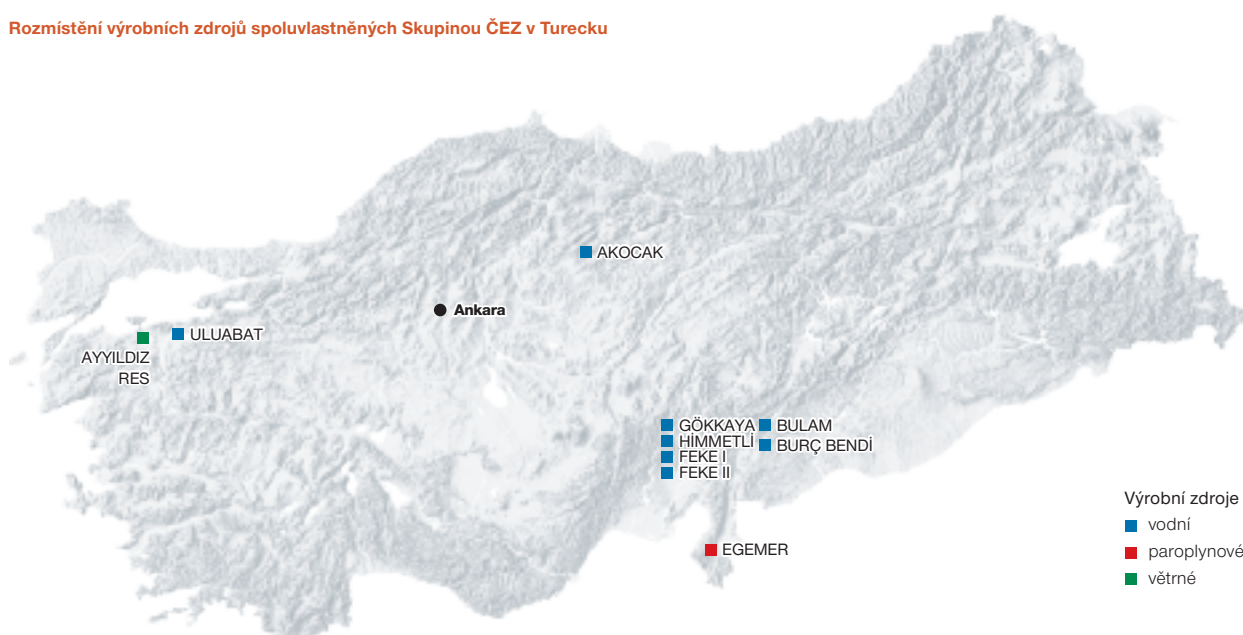 Rozmístění výrobních zdrojů spoluvlastněných Skupinou ČEZ v Turecku
AKOCAK
Ankara
ULUABAT
AYYILDIZ
RES
GÖKKAYA
BULAM
HİMMETLİ
BURÇ BENDİ
FEKE I
FEKE II
EGEMER
Výrobní zdroje
vodní
paroplynové
větrné